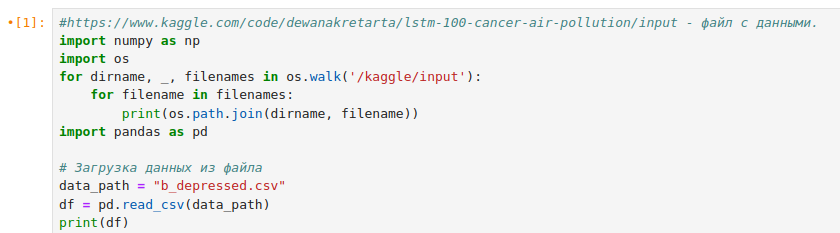 •[1]: #https://www.kaggle.com/code/dewanakretarta/lstm-100-cancer-air-pollution/input - файл с данными.
import numpy as np
import os
for dirname, _, filenames in os.walk('/kaggle/input'):
    for filename in filenames:
        print(os.path.join(dirname, filename))
import pandas as pd

# Загрузка данных из файла
data_path = "b_depressed.csv"
df = pd.read_csv(data_path)
print(df)